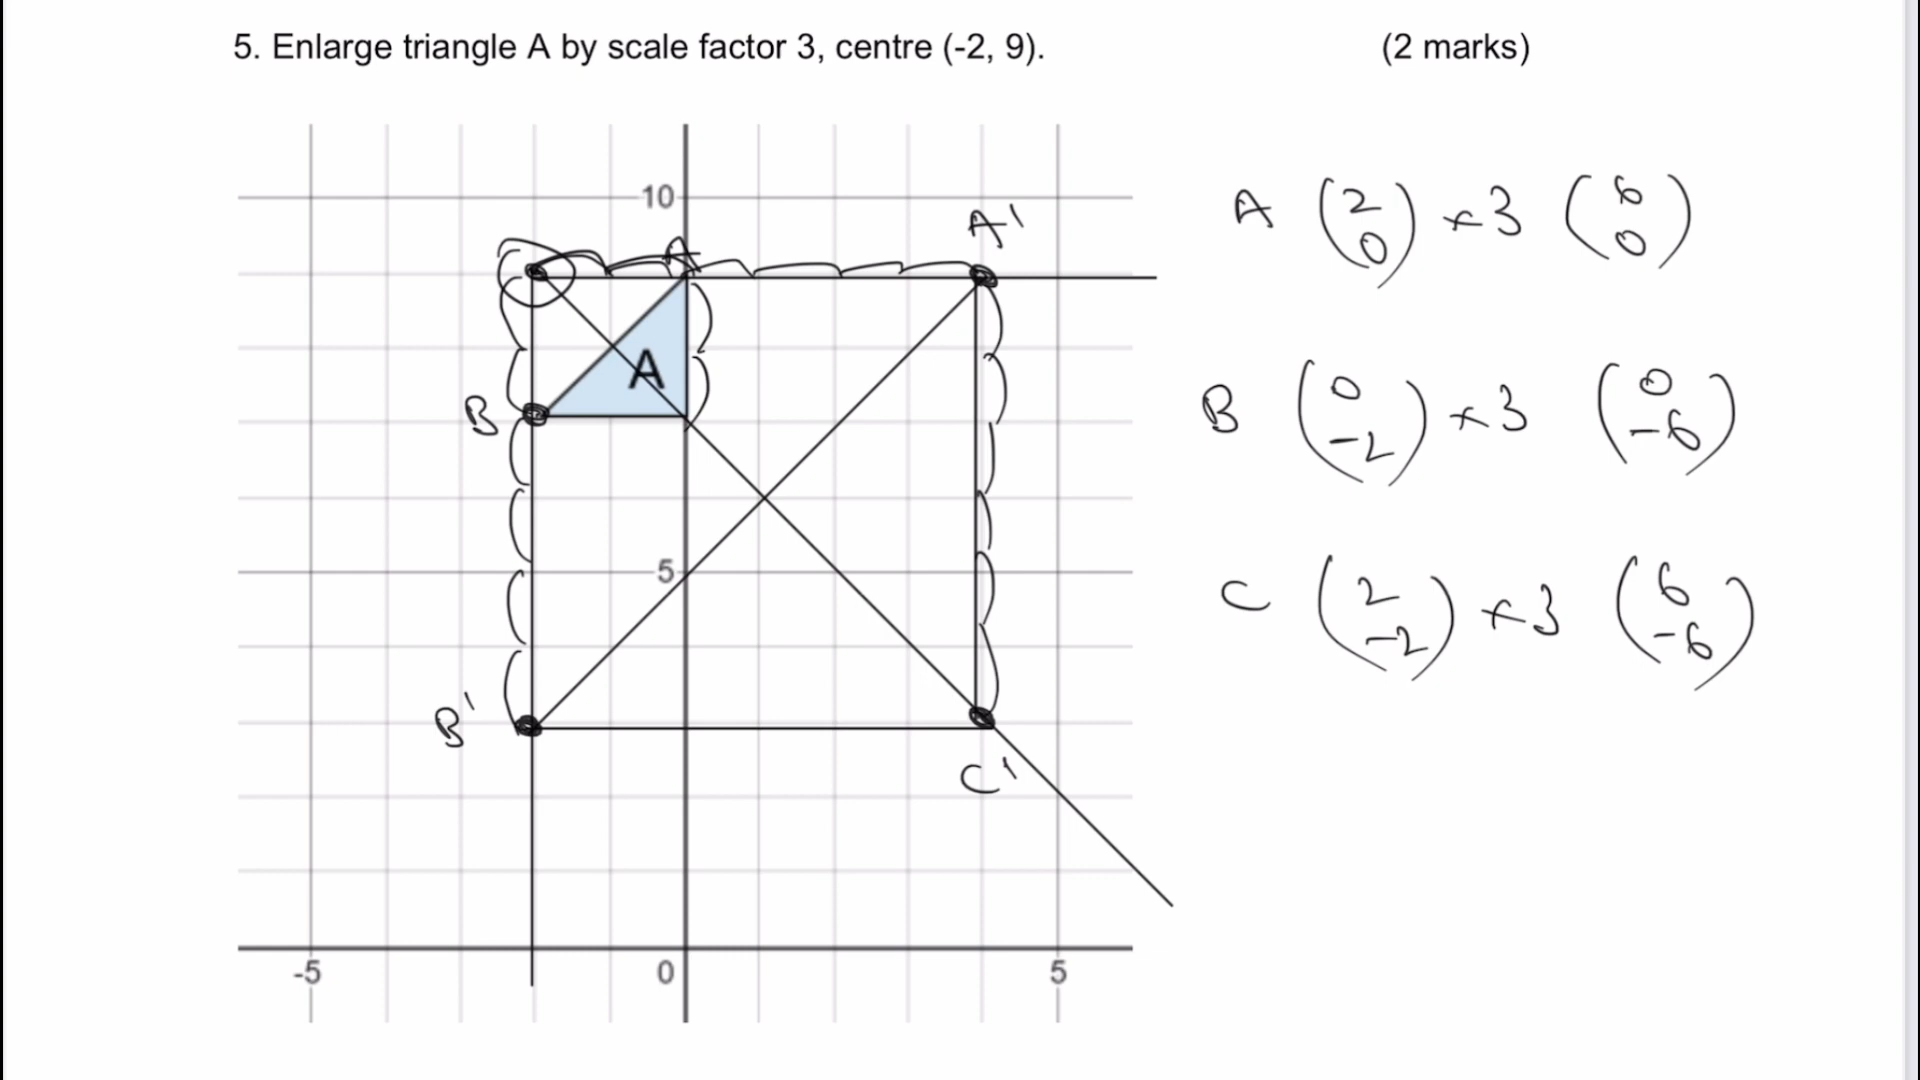 5. Enlarge triangle A by scale factor 3, centre (-2, 9). (2 marks)
10
A
A'
A (2 0) ×3 (6 0)
A
B
B (0 -2) ×3 (0 -6)
5
C (2 -2) ×3 (6 -6)
B'
C'
-5 0 5